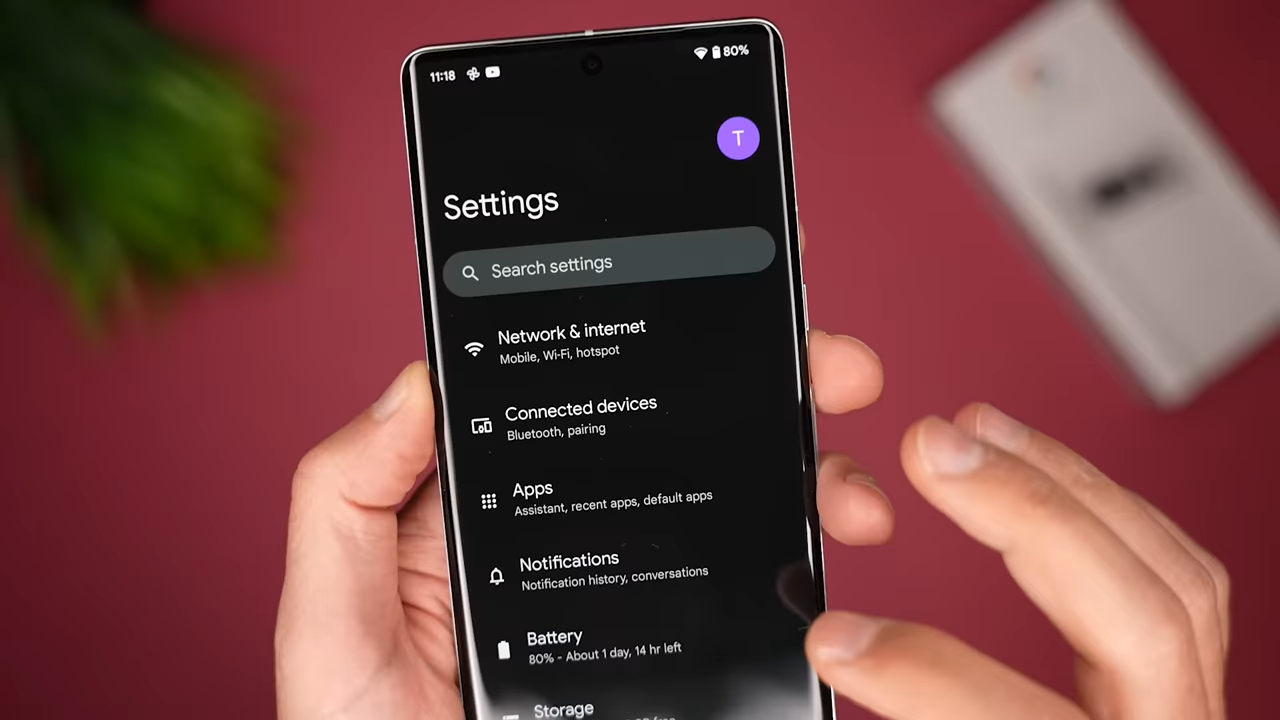 11:18
80%
T
Settings
Search settings
Network & internet
Mobile, Wi-Fi, hotspot
Connected devices
Bluetooth, pairing
Apps
Assistant, recent apps, default apps
Notifications
Notification history, conversations
Battery
80% - About 1 day, 14 hr left
Storage